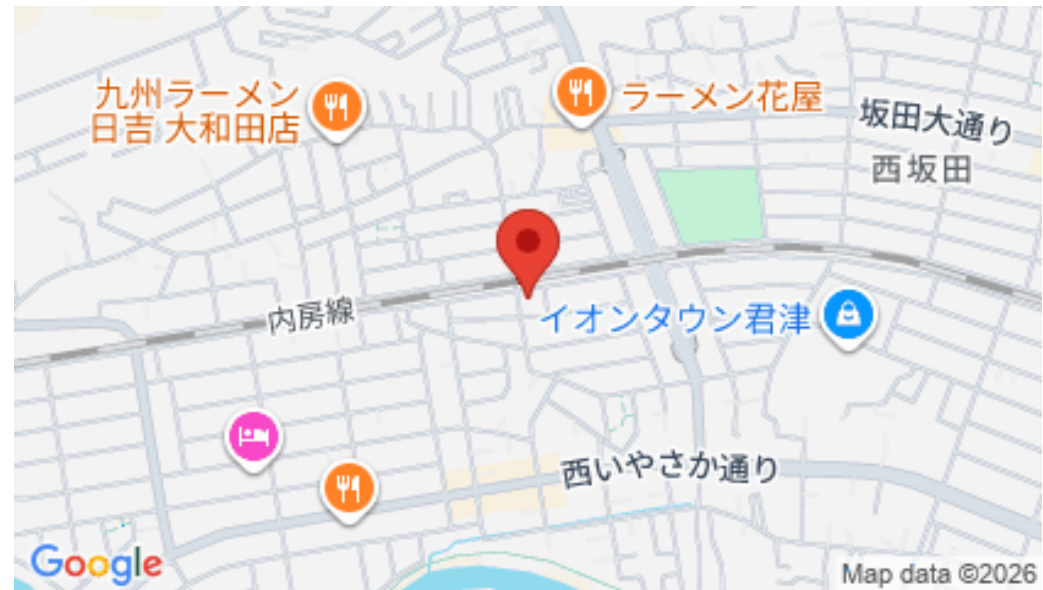 九州ラーメン
日吉 大和田店
ラーメン花屋
坂田大通り
西坂田
内房線
イオンタウン君津
西いやさか通り
Google
Map data ©2026